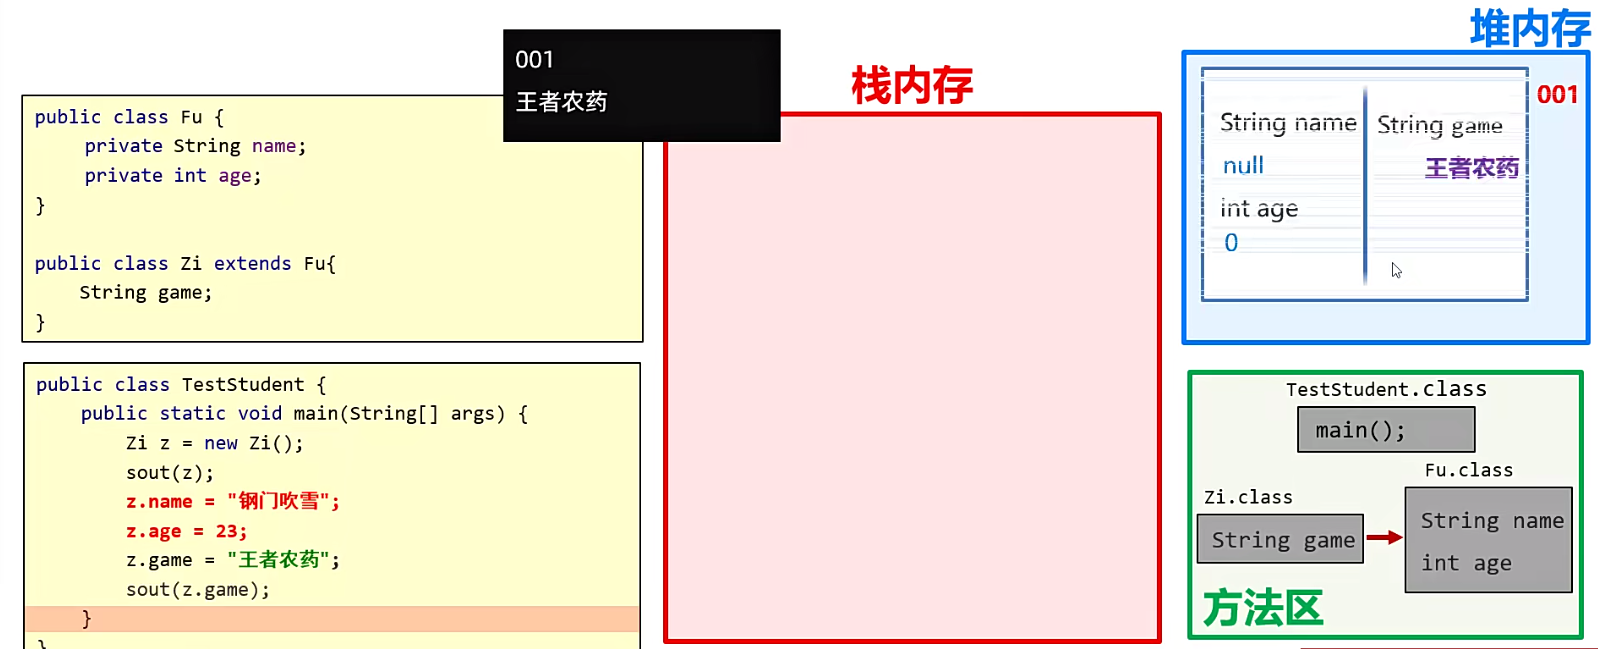 堆内存
001
王者农药
栈内存
001
String name
String game
null
王者农药
int age
0
public class Fu {
private String name;
private int age;
}
public class Zi extends Fu{
String game;
}
public class TestStudent {
public static void main(String[] args) {
Zi z = new Zi();
sout(z);
z.name = "钢门吹雪";
z.age = 23;
z.game = "王者农药";
sout(z.game);
}
}
TestStudent.class
main();
Fu.class
Zi.class
String name
String game
int age
方法区